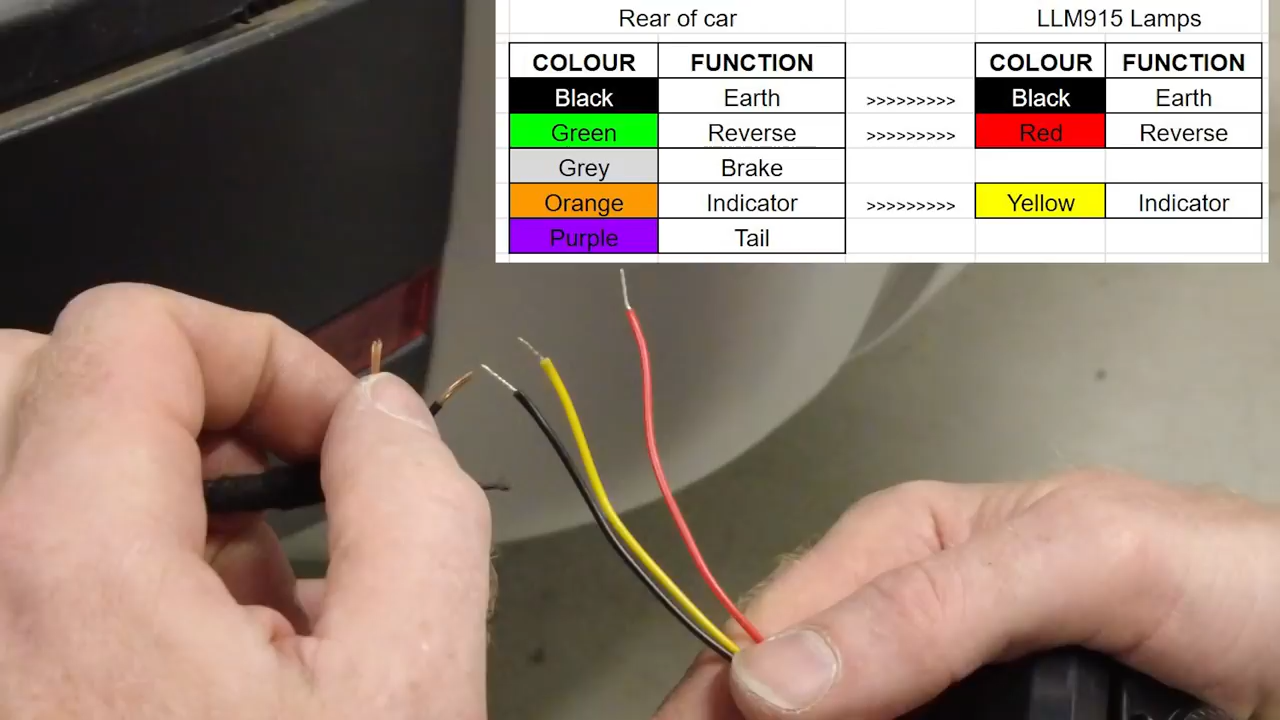 Rear of car LLM915 Lamps
COLOUR FUNCTION COLOUR FUNCTION
Black Earth >>>>>>>>> Black Earth
Green Reverse >>>>>>>>> Red Reverse
Grey Brake
Orange Indicator >>>>>>>>> Yellow Indicator
Purple Tail